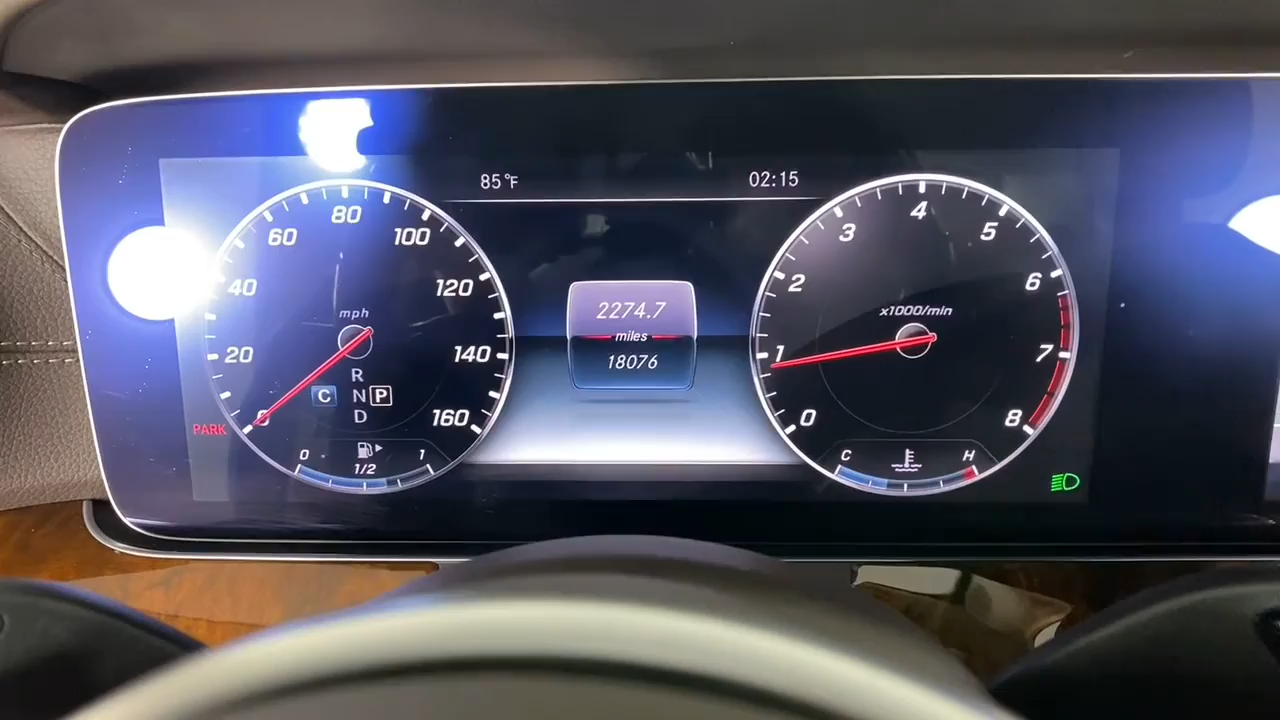 85°F
02:15
0 20 40 60 80 100 120 140 160
mph
R
C N P
D
PARK
0 1/2 1
2274.7
miles
18076
0 1 2 3 4 5 6 7 8
x1000/min
C H